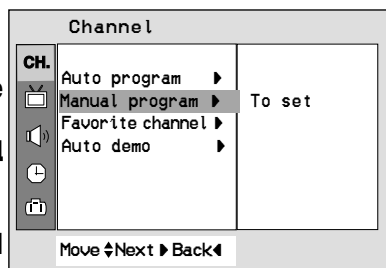 Channel
CH.
Auto program
Manual program To set
Favorite channel
Auto demo
Move Next Back